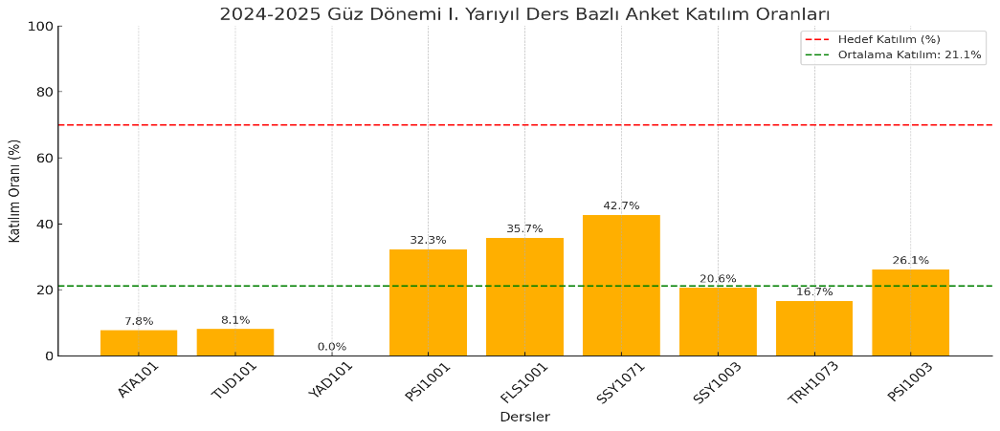 2024-2025 Güz Dönemi I. Yarıyıl Ders Bazlı Anket Katılım Oranları
Hedef Katılım (%)
Ortalama Katılım: 21.1%
Katılım Oranı (%)
100
80
60
40
20
0
7.8%
8.1%
0.0%
32.3%
35.7%
42.7%
20.6%
16.7%
26.1%
ATA101
TUD101
YAD101
PSI1001
FLS1001
SSY1071
SSY1003
TRH1073
PSI1003
Dersler